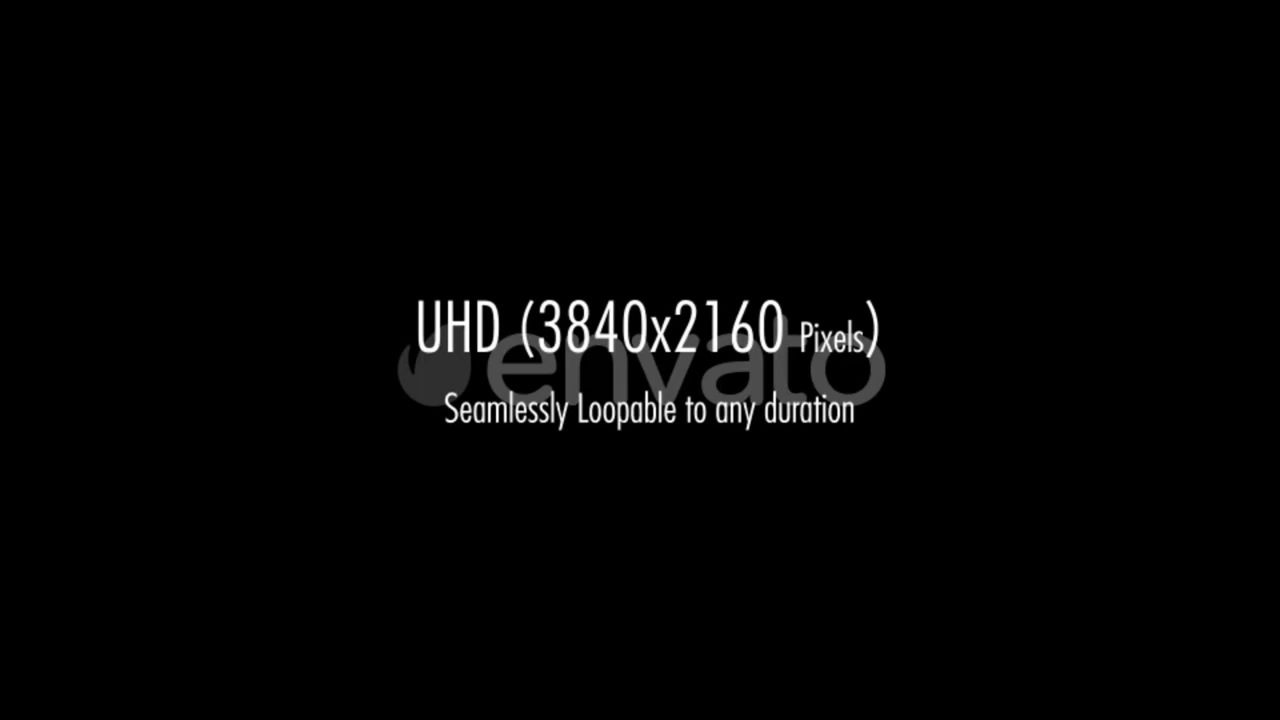 UHD (3840x2160 Pixels)
envato
Seamlessly Loopable to any duration